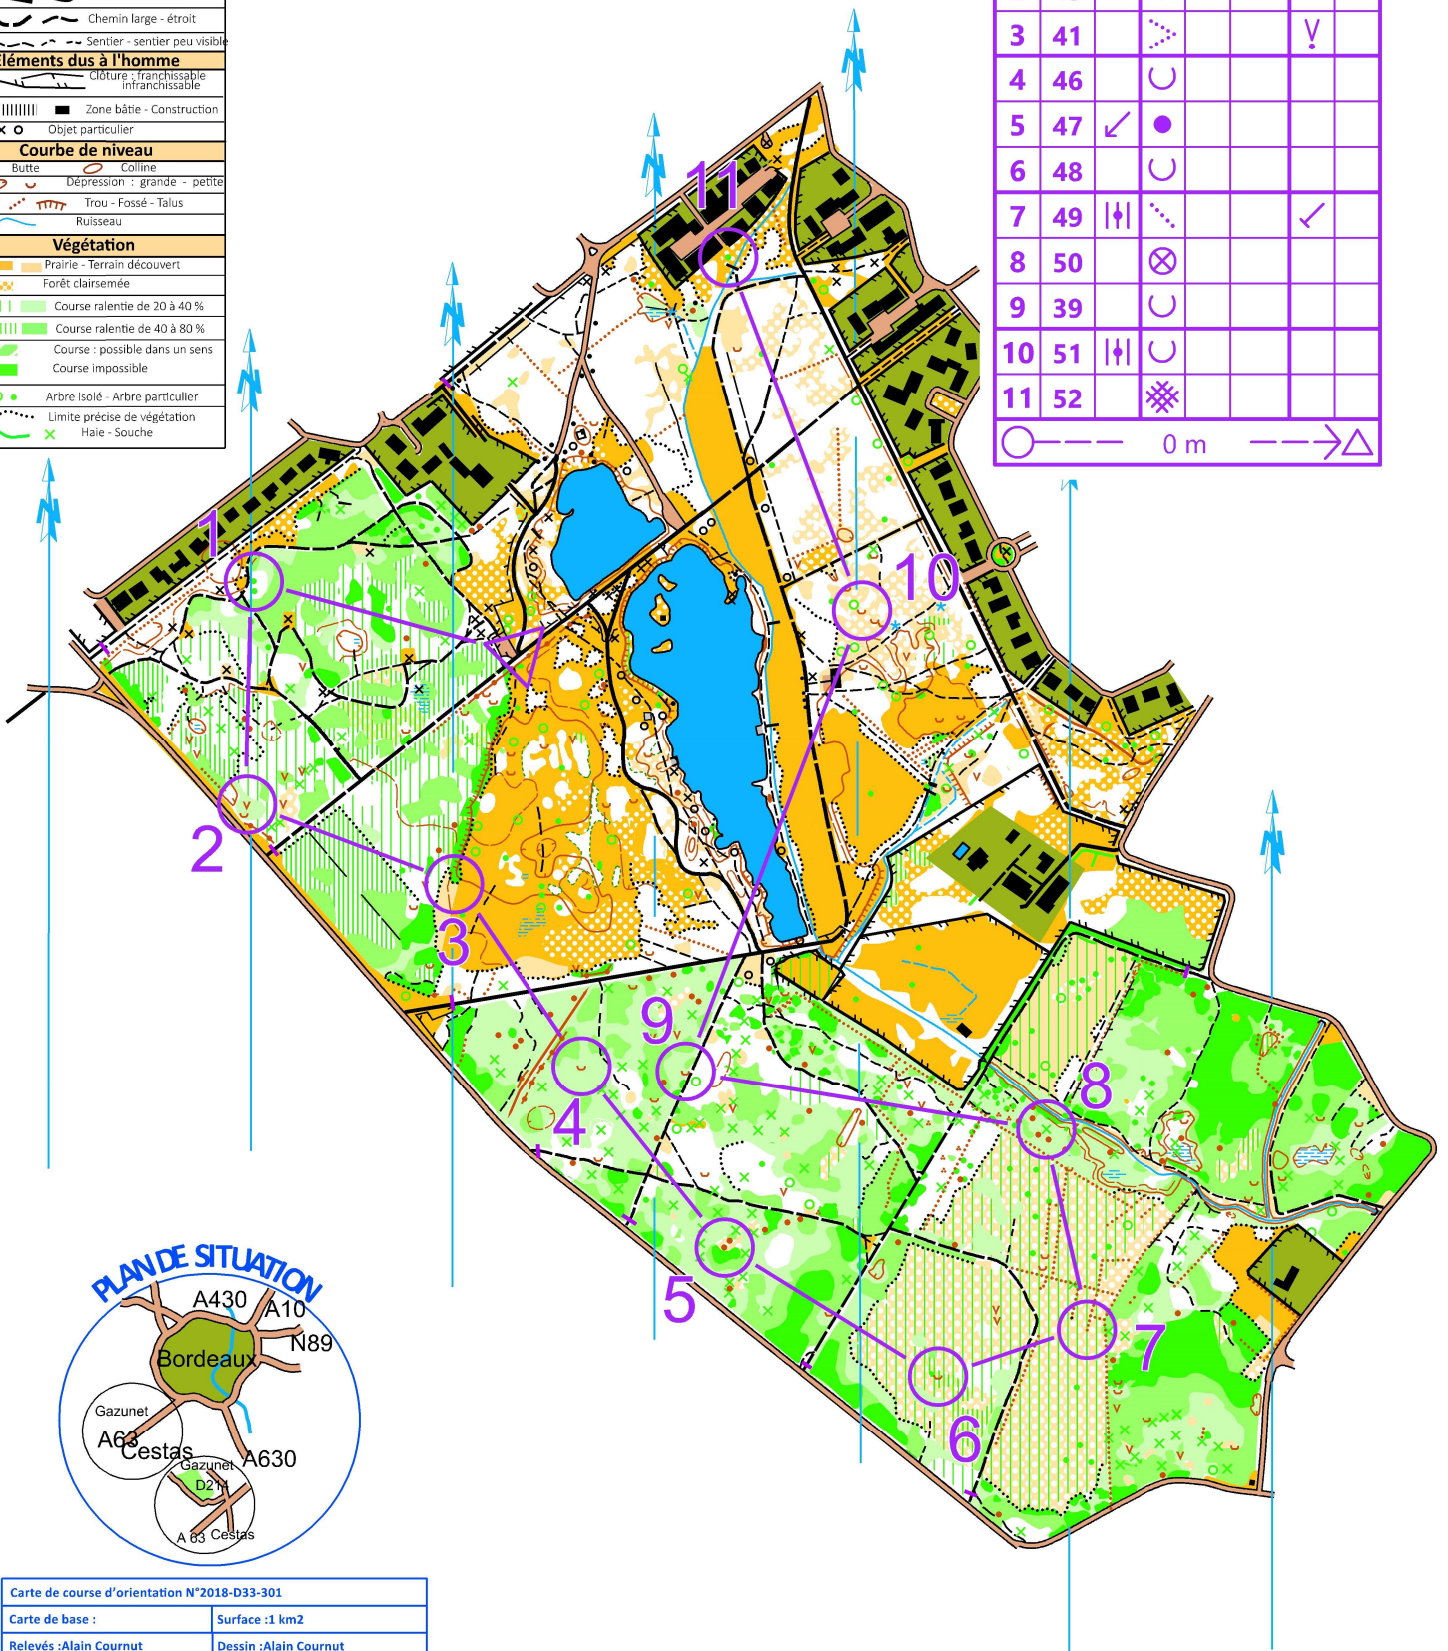 Chemin large - étroit
Sentier - sentier peu visible
Éléments dus à l'homme
Clôture : franchissable
infranchissable
Zone bâtie - Construction
Objet particulier
Courbe de niveau
Butte Colline
Dépression : grande - petite
Trou - Fossé - Talus
Ruisseau
Végétation
Prairie - Terrain découvert
Forêt clairsemée
Course ralentie de 20 à 40 %
Course ralentie de 40 à 80 %
Course : possible dans un sens
Course impossible
Arbre Isolé - Arbre particulier
Limite précise de végétation
Haie - Souche
3 41
4 46
5 47
6 48
7 49
8 50
9 39
10 51
11 52
0 m
11
1
10
2
3
9
4
8
5
7
6
N
N
N
N
N
N
N
N
PLAN DE SITUATION
A430
A10
N89
Bordeaux
Gazunet
A63
Cestas
A630
Gazunet
D214
A 63 Cestas
Carte de course d'orientation N°2018-D33-301
Carte de base : Surface :1 km2
Relevés :Alain Cournut Dessin :Alain Cournut